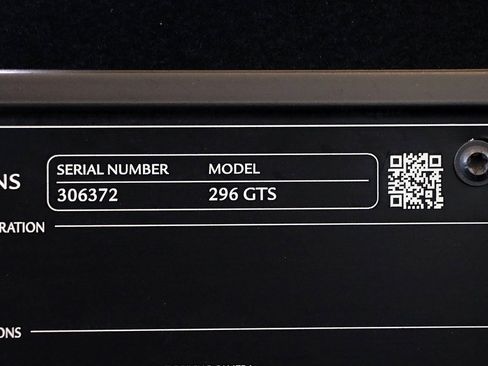 SERIAL NUMBER MODEL
NS
306372 296 GTS
RATION
ONS